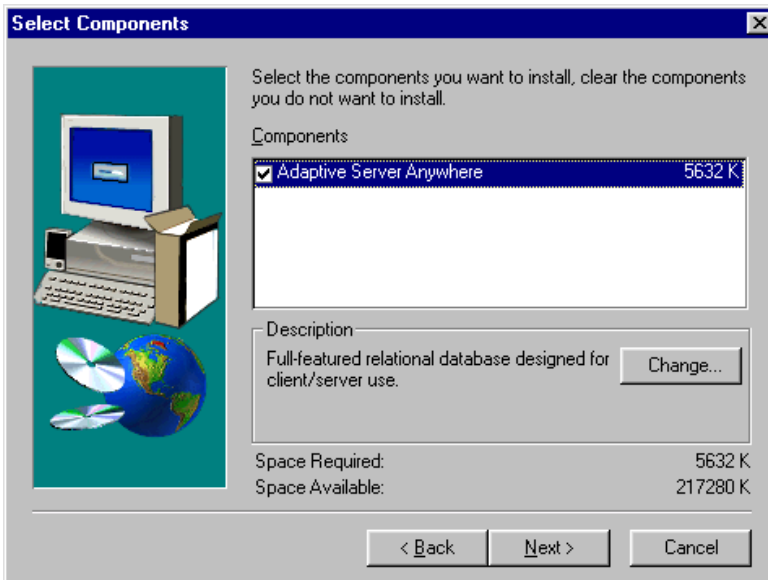 Select Components
Select the components you want to install, clear the components
you do not want to install.
Components
Adaptive Server Anywhere 5632 K
Description
Full-featured relational database designed for
client/server use.
Change...
Space Required: 5632 K
Space Available: 217280 K
< Back Next > Cancel